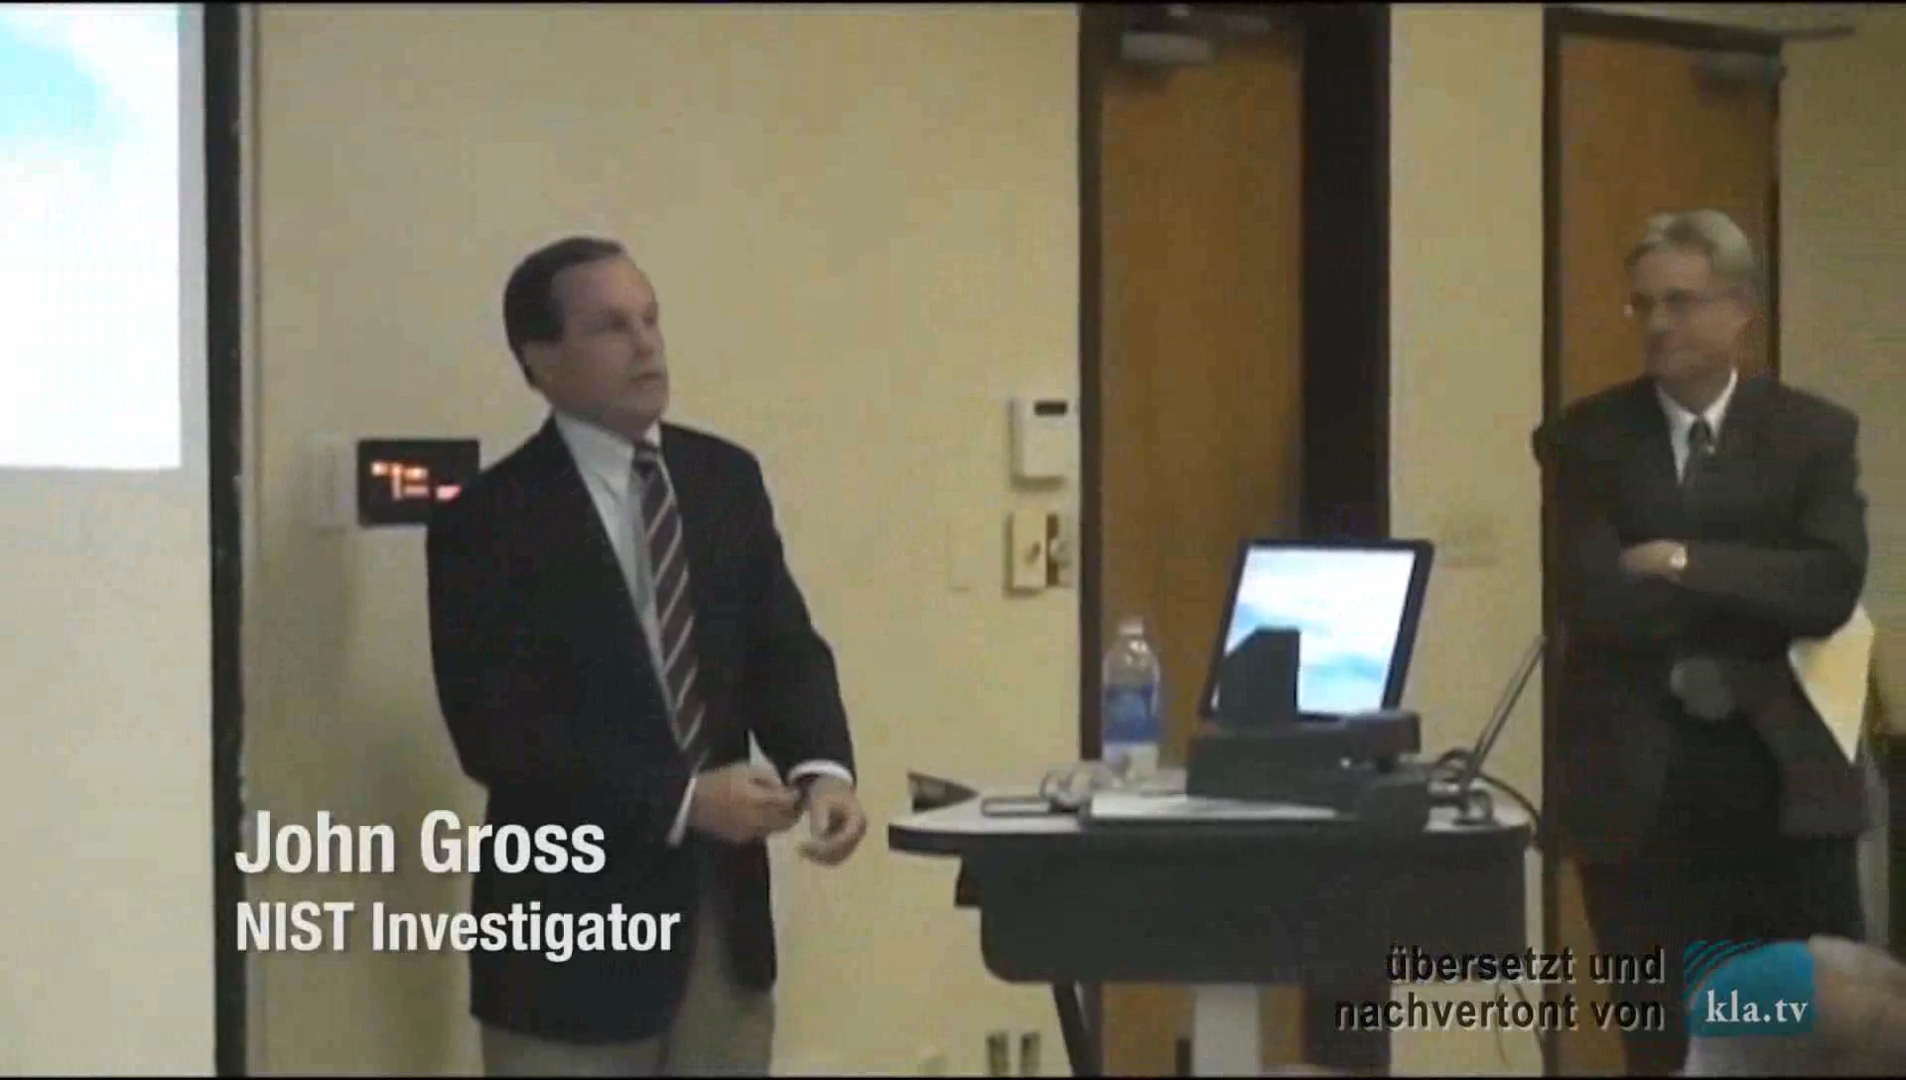 John Gross
NIST Investigator
übersetzt und
nachvertont von
kla.tv